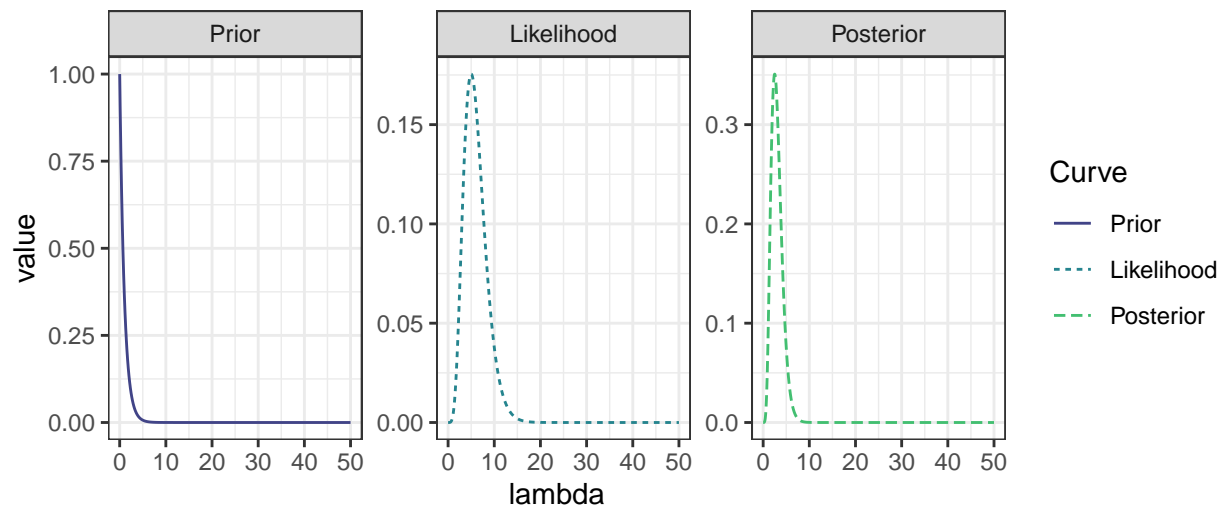 Prior Likelihood Posterior
value
1.00
0.75
0.50
0.25
0.00
0.15
0.10
0.05
0.00
0.3
0.2
0.1
0.0
0 10 20 30 40 50
0 10 20 30 40 50
0 10 20 30 40 50
lambda
Curve
Prior
Likelihood
Posterior